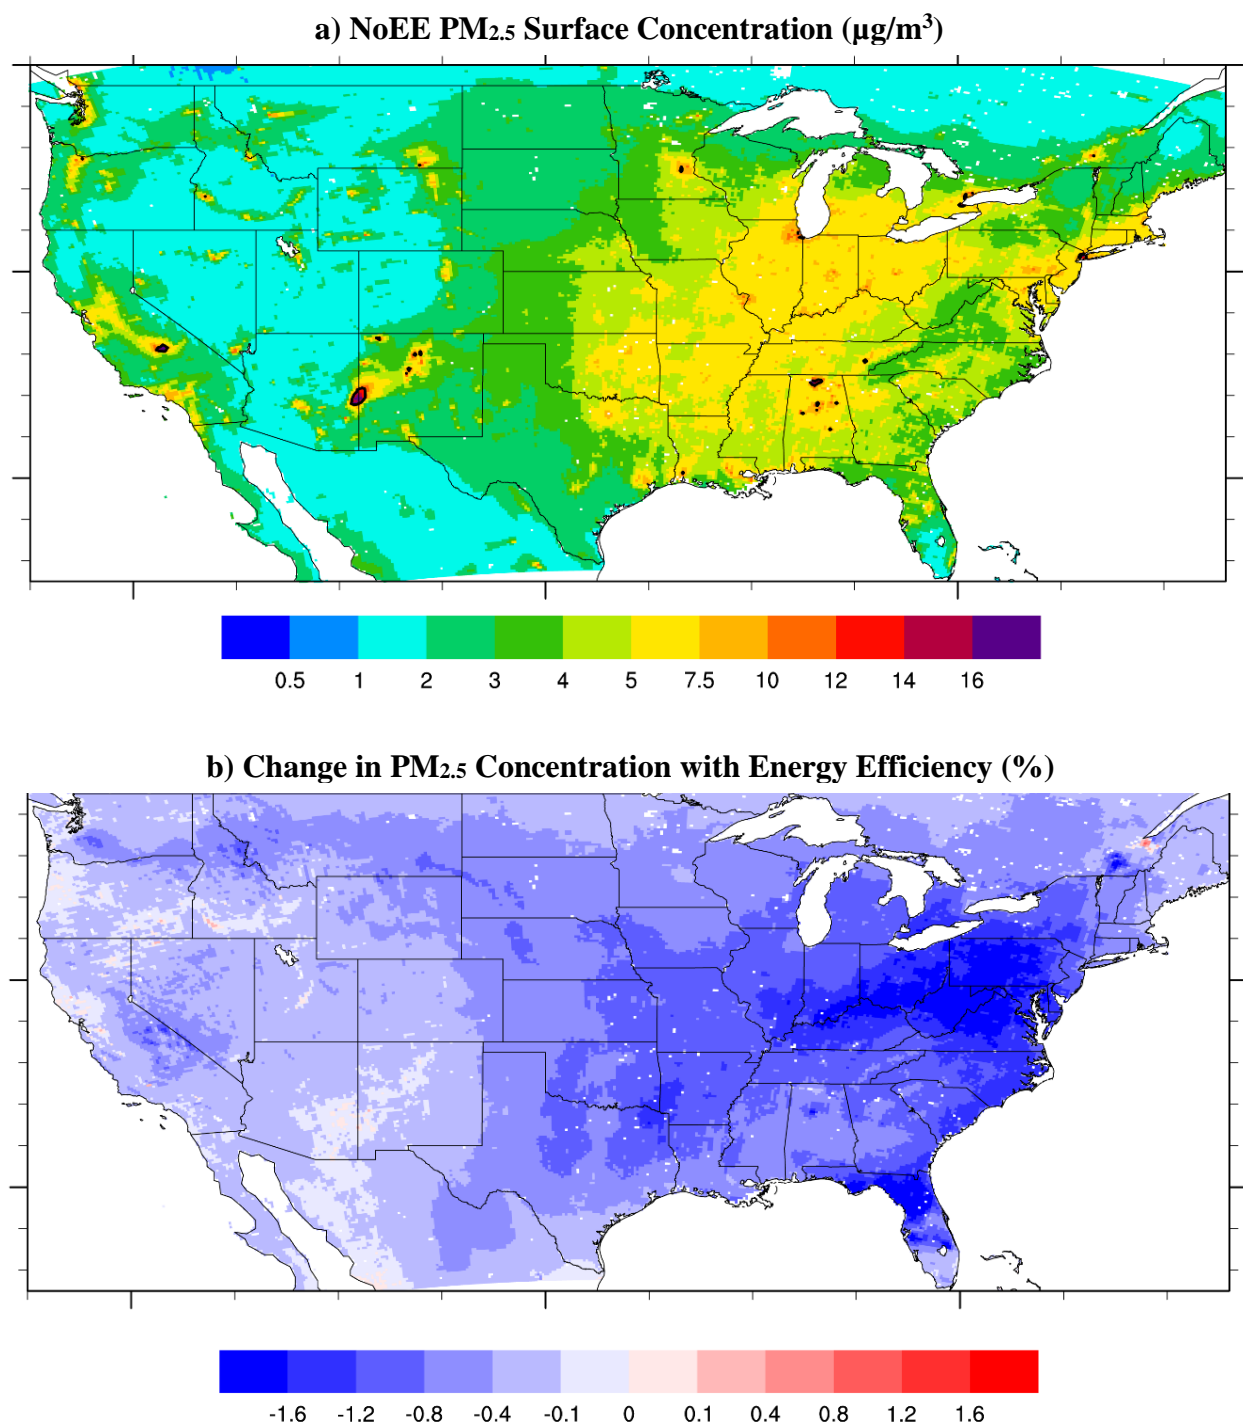 a) NoEE PM2.5 Surface Concentration (µg/m³)
0.5 1 2 3 4 5 7.5 10 12 14 16
b) Change in PM2.5 Concentration with Energy Efficiency (%)
-1.6 -1.2 -0.8 -0.4 -0.1 0 0.1 0.4 0.8 1.2 1.6